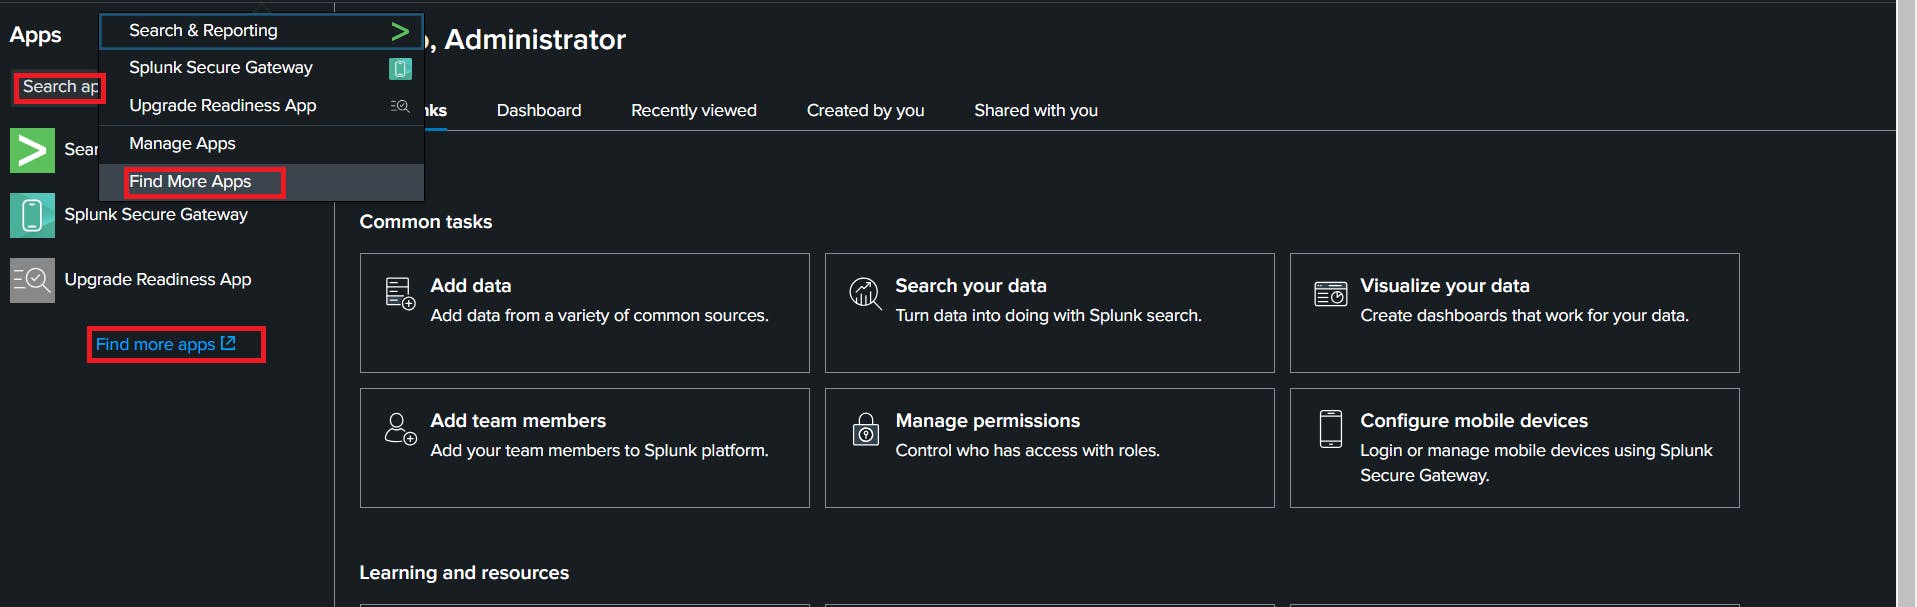 Apps
Search & Reporting
, Administrator
Splunk Secure Gateway
Search ap
Upgrade Readiness App
Dashboard
Recently viewed
Created by you
Shared with you
Manage Apps
Sear
Find More Apps
Splunk Secure Gateway
Upgrade Readiness App
Find more apps
Common tasks
Add data
Add data from a variety of common sources.
Search your data
Turn data into doing with Splunk search.
Visualize your data
Create dashboards that work for your data.
Add team members
Add your team members to Splunk platform.
Manage permissions
Control who has access with roles.
Configure mobile devices
Login or manage mobile devices using Splunk
Secure Gateway.
Learning and resources